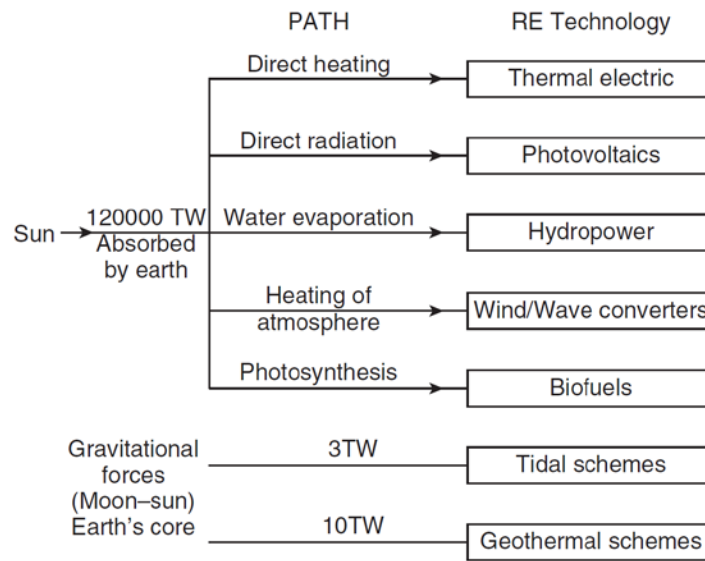 PATH RE Technology
Direct heating
Thermal electric
Direct radiation
Photovoltaics
Sun
120000 TW
Absorbed
by earth
Water evaporation
Hydropower
Heating of
atmosphere
Wind/Wave converters
Photosynthesis
Biofuels
Gravitational
forces
(Moon–sun)
Earth's core
3TW
Tidal schemes
10TW
Geothermal schemes